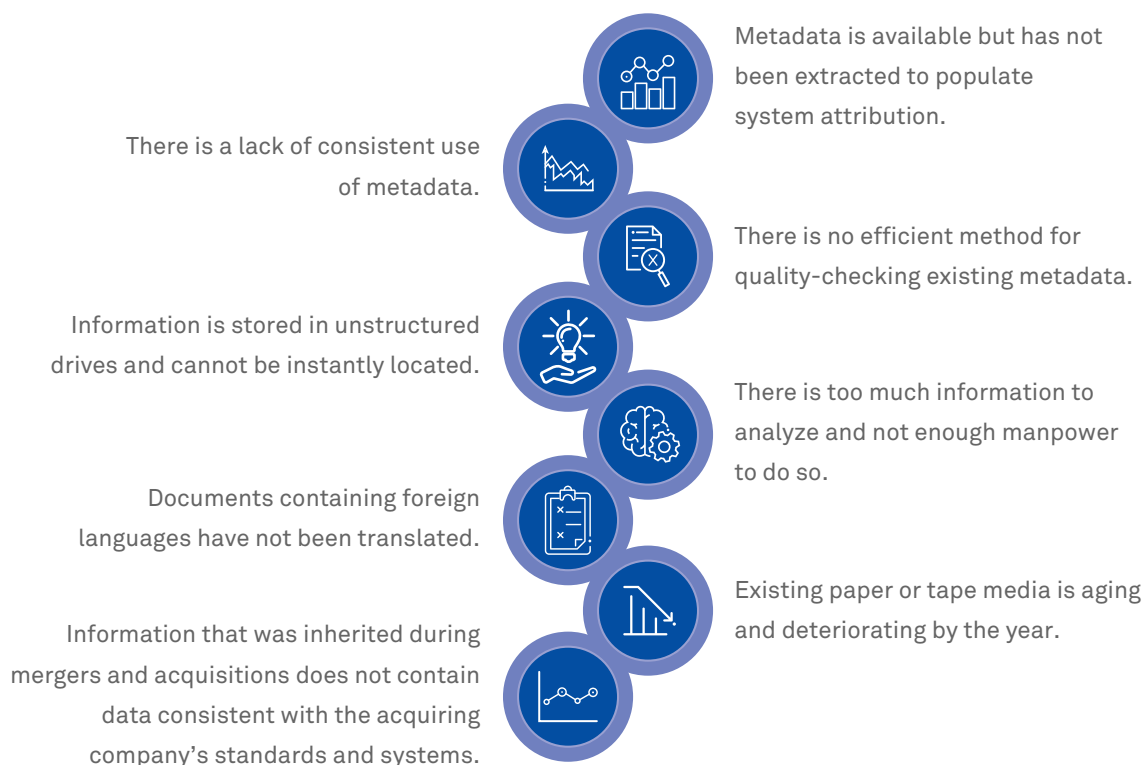 Metadata is available but has not
been extracted to populate
system attribution.
There is a lack of consistent use
of metadata.
There is no efficient method for
quality-checking existing metadata.
Information is stored in unstructured
drives and cannot be instantly located.
There is too much information to
analyze and not enough manpower
to do so.
Documents containing foreign
languages have not been translated.
Existing paper or tape media is aging
and deteriorating by the year.
Information that was inherited during
mergers and acquisitions does not contain
data consistent with the acquiring
company’s standards and systems.